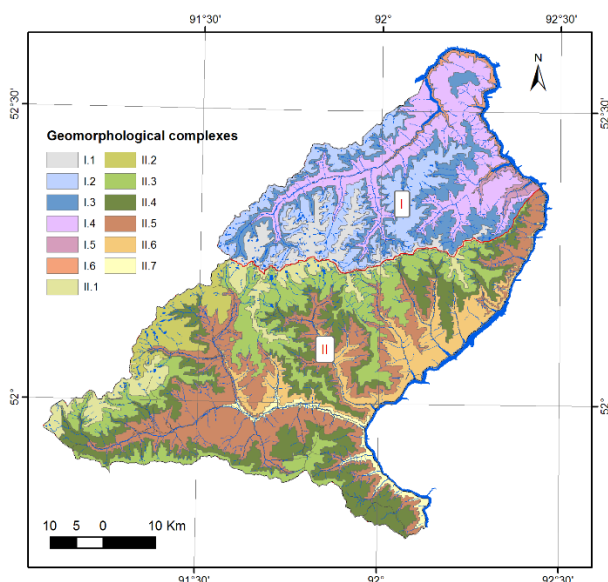 91°30' 92° 92°30'
N
52°30' 52°30'
Geomorphological complexes
I.1 II.2
I.2 II.3
I.3 II.4
I.4 II.5
I.5 II.6
I.6 II.7
II.1
I
II
52° 52°
10 5 0 10 Km
91°30' 92° 92°30'